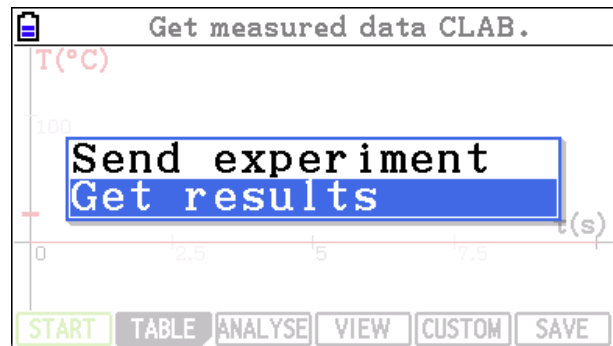 Get measured data CLAB.
T(°C)
100
Send experiment
Get results
t(s)
0 2.5 5 7.5
START TABLE ANALYSE VIEW CUSTOM SAVE